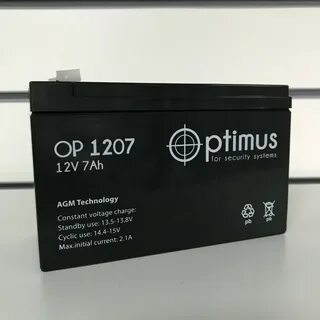 OP 1207
12V 7Ah
Optimus
for security systems
AGM Technology
Constant voltage charge:
Standby use: 13.5-13.8V
Cyclic use: 14.4-15V
Max.initial current: 2.1A
pb pb